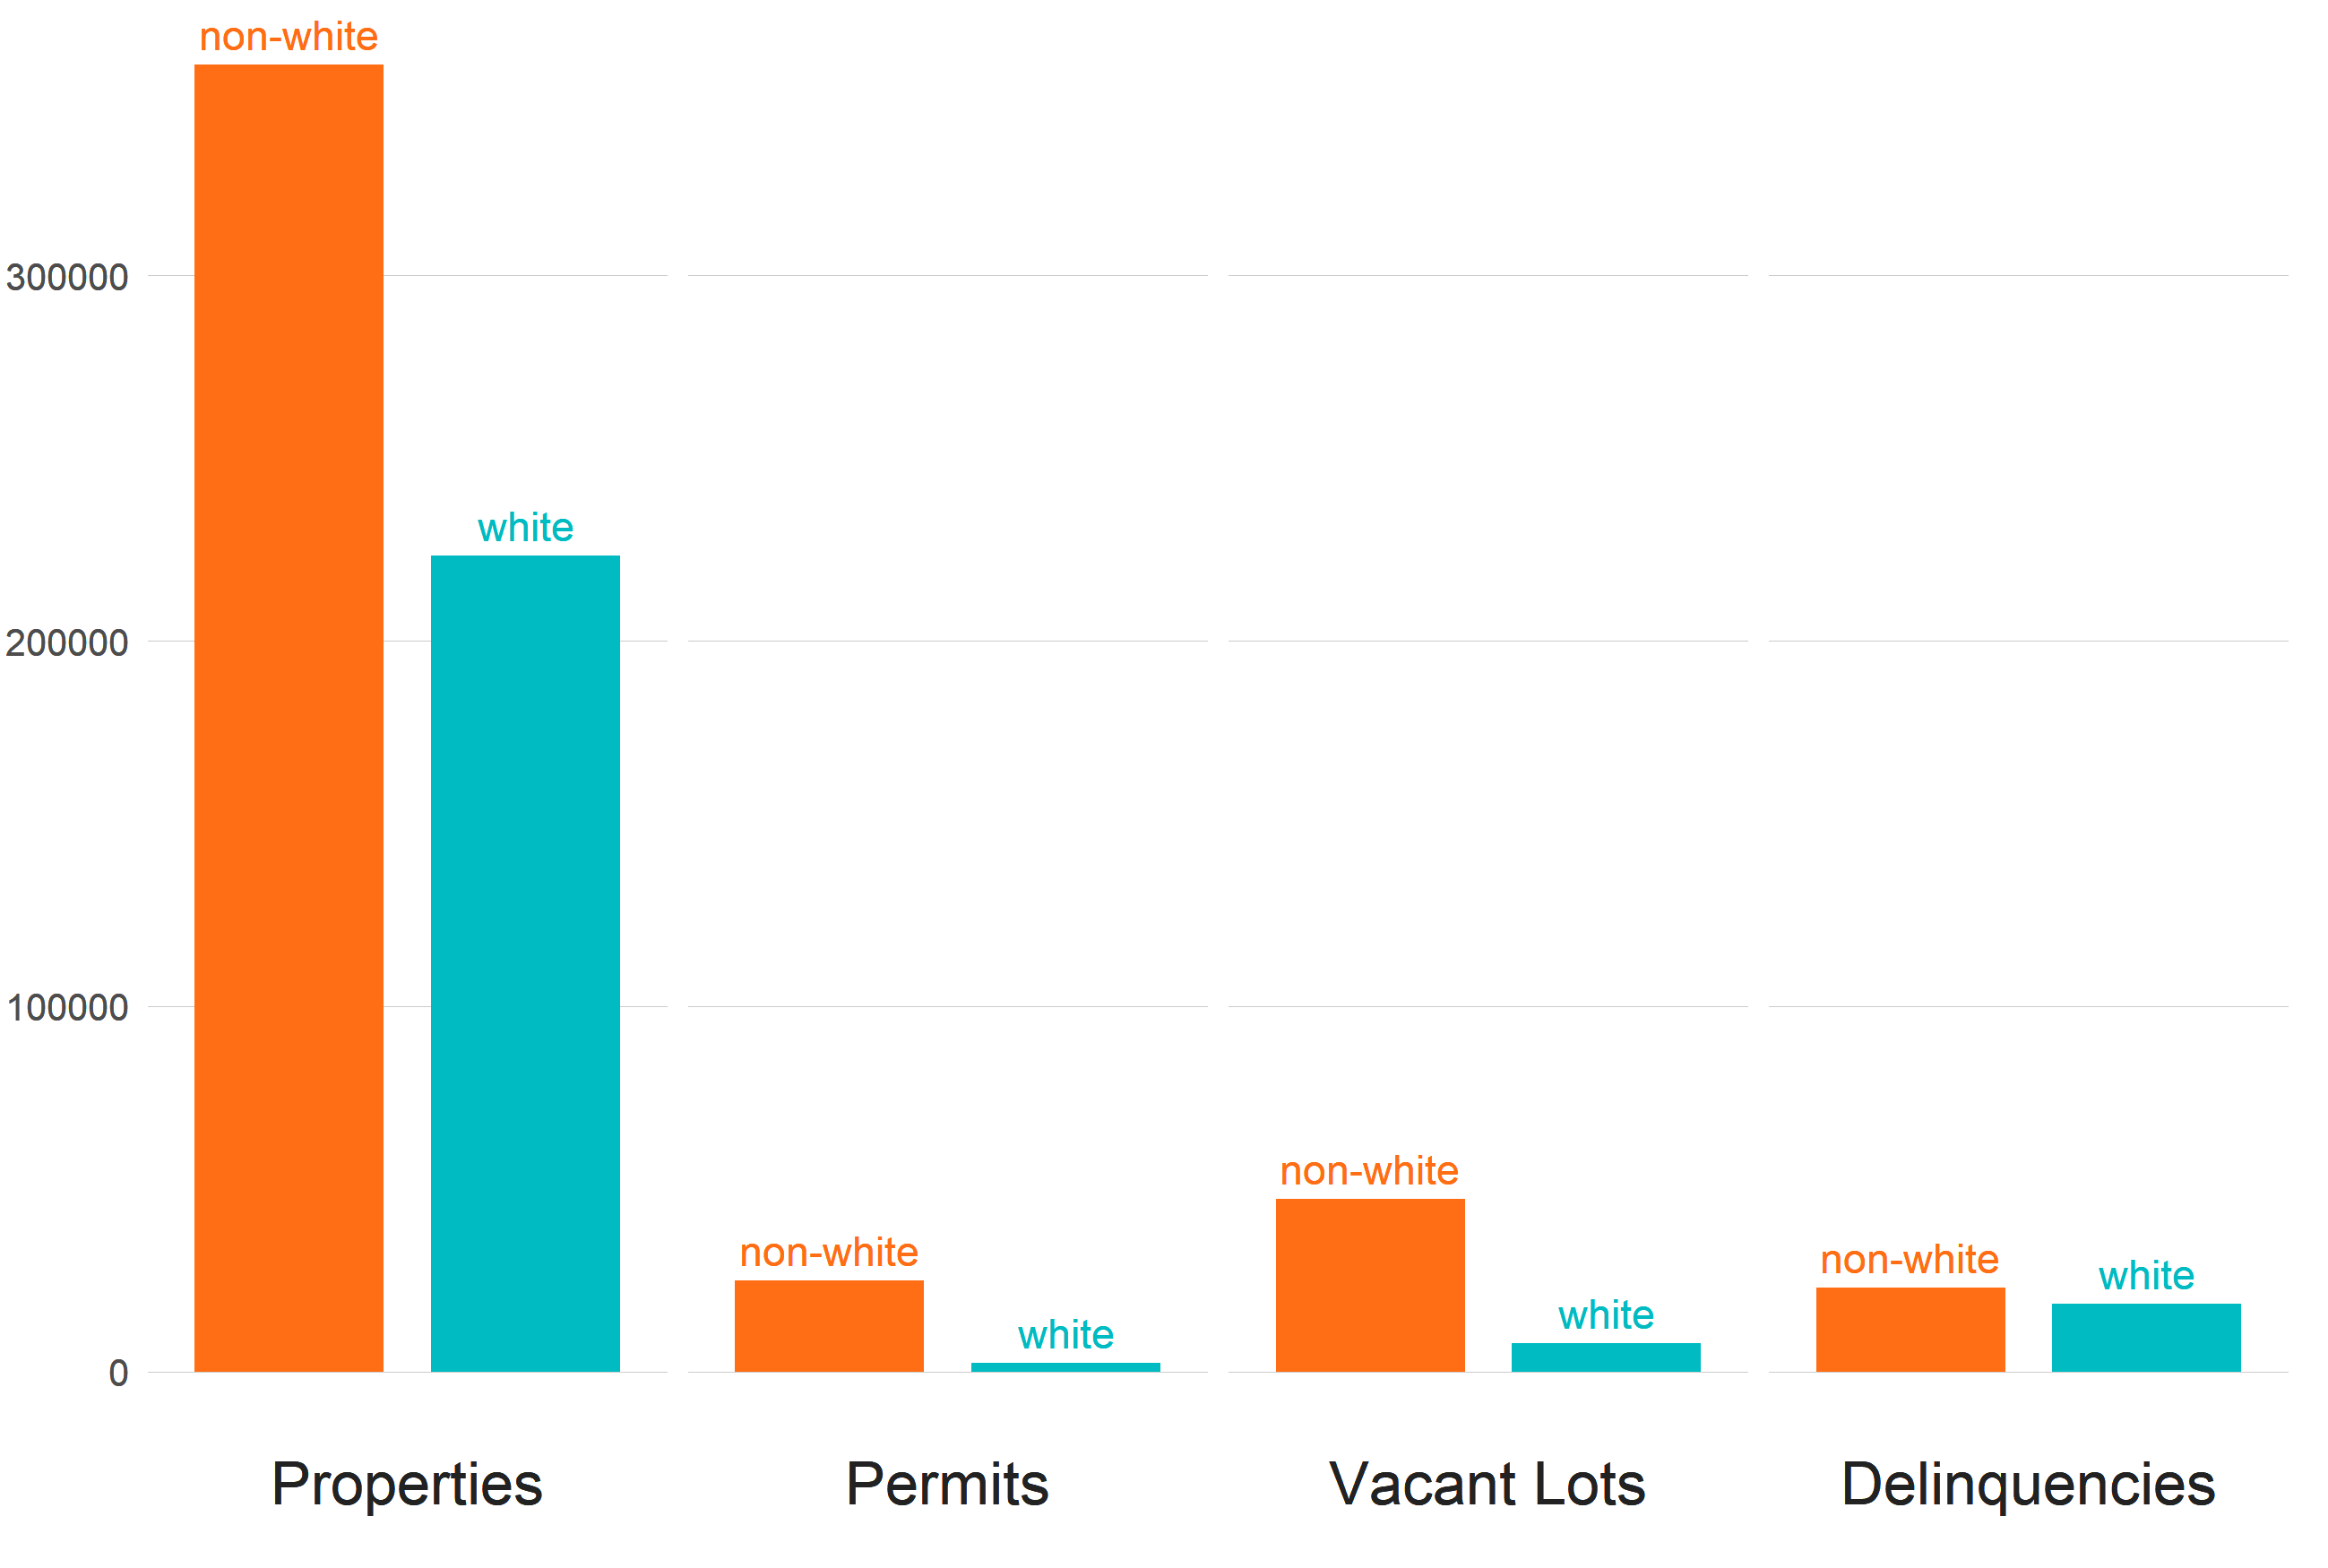 non-white
300000
white
200000
100000
non-white
non-white
non-white
white
white
white
0
Properties
Permits
Vacant Lots
Delinquencies